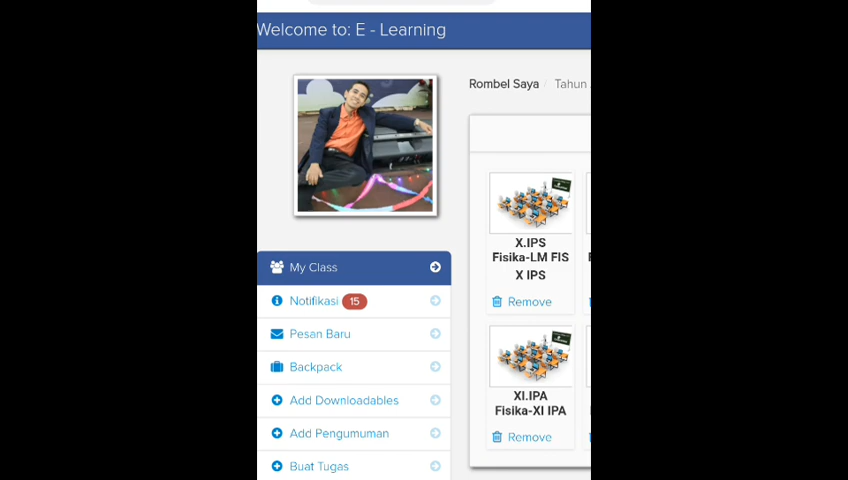 Welcome to: E - Learning
Rombel Saya / Tahun
My Class
Notifikasi 15
Pesan Baru
Backpack
Add Downloadables
Add Pengumuman
Buat Tugas
X.IPS
Fisika-LM FIS
X IPS
Remove
XI.IPA
Fisika-XI IPA
Remove